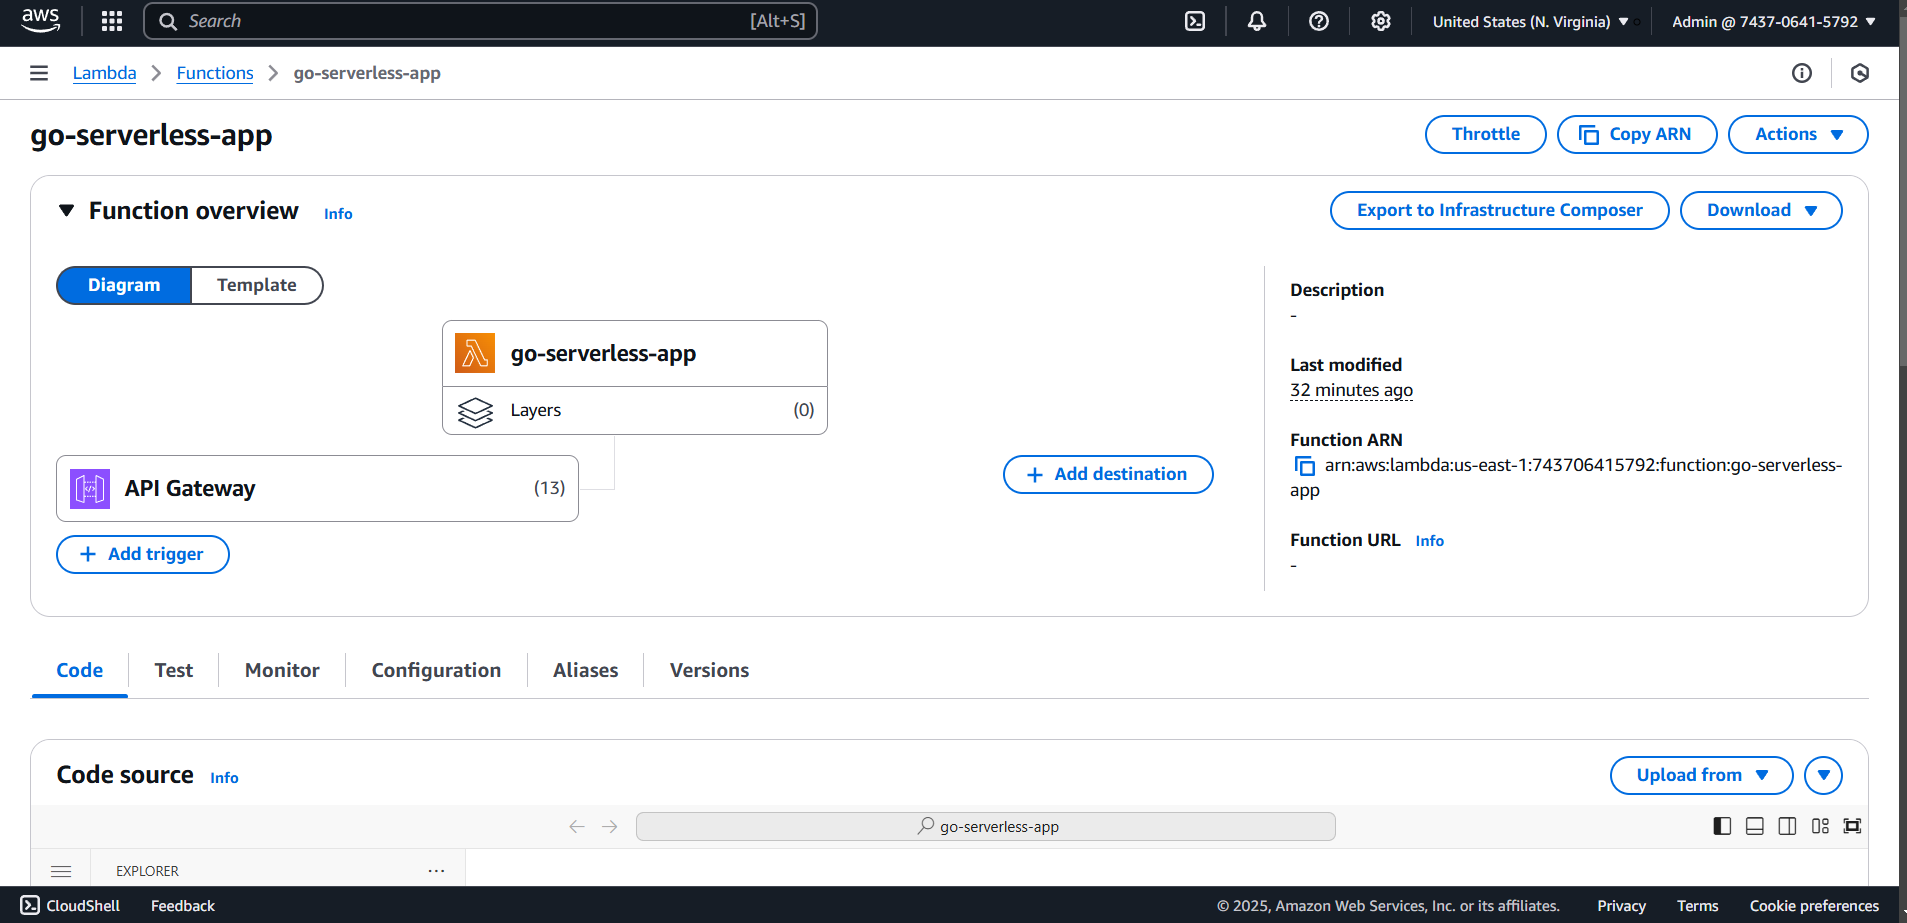 aws
Search [Alt+S]
United States (N. Virginia)
Admin @ 7437-0641-5792
Lambda
Functions
go-serverless-app
go-serverless-app
Throttle
Copy ARN
Actions
Function overview
Info
Export to Infrastructure Composer
Download
Diagram
Template
go-serverless-app
Layers (0)
API Gateway (13)
+ Add trigger
+ Add destination
Description
-
Last modified
32 minutes ago
Function ARN
arn:aws:lambda:us-east-1:743706415792:function:go-serverless-
app
Function URL Info
-
Code
Test
Monitor
Configuration
Aliases
Versions
Code source Info
Upload from
go-serverless-app
EXPLORER ...
CloudShell
Feedback
© 2025, Amazon Web Services, Inc. or its affiliates.
Privacy
Terms
Cookie preferences